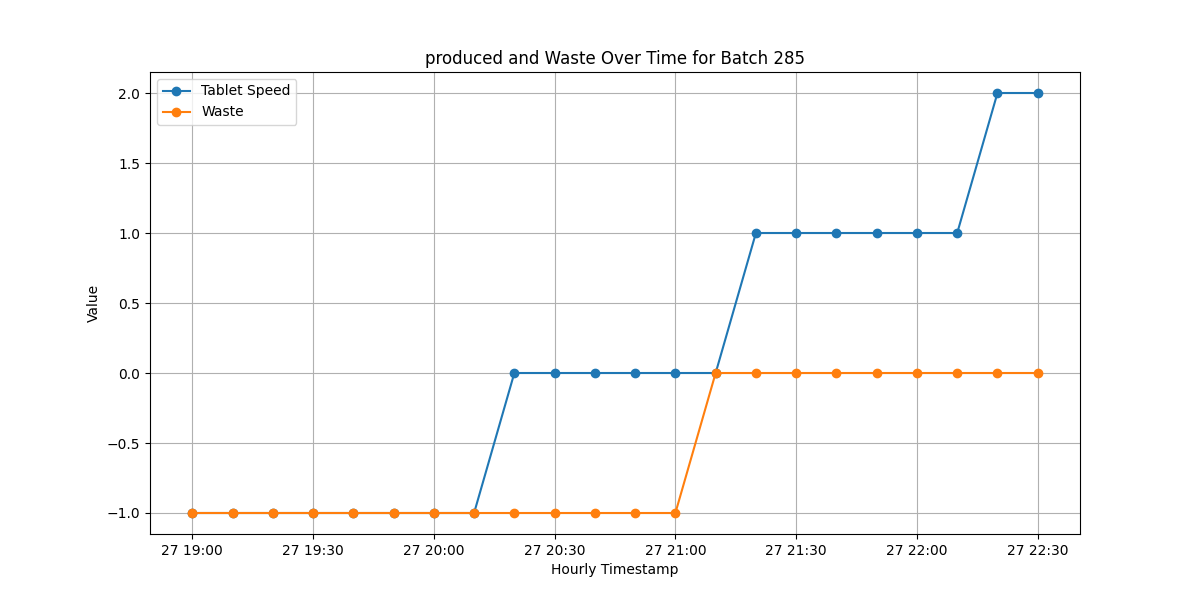 produced and Waste Over Time for Batch 285
Tablet Speed
Waste
2.0
1.5
1.0
0.5
0.0
−0.5
−1.0
Value
27 19:00 27 19:30 27 20:00 27 20:30 27 21:00 27 21:30 27 22:00 27 22:30
Hourly Timestamp